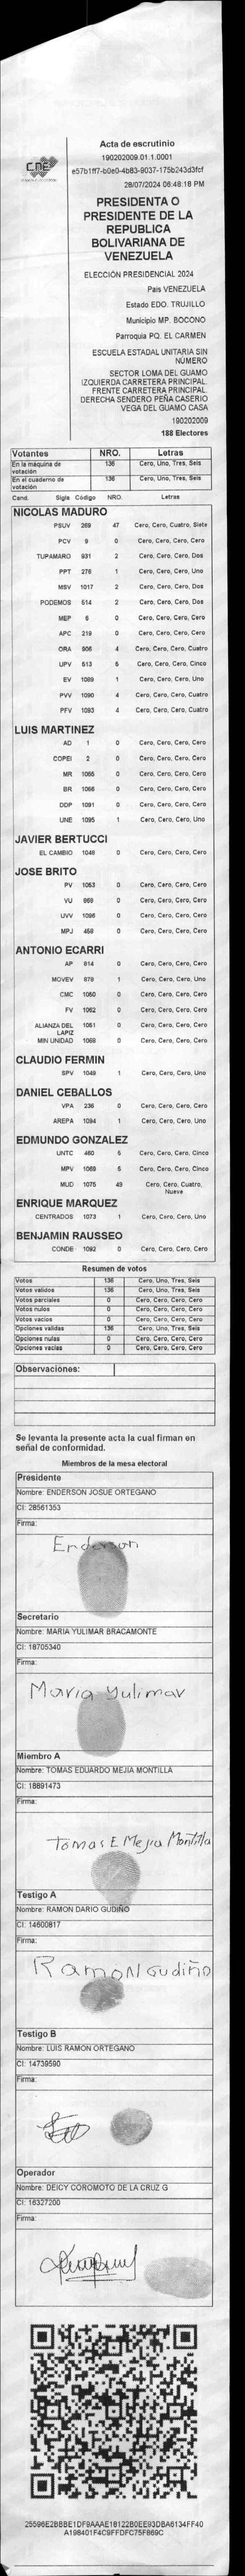 CNE
Acta de escrutinio
190202009.01.1.0001
e57b1ff7-b0e0-4b83-9037-175b243d3fcf
28/07/2024 06:48:18 PM
PRESIDENTA O
PRESIDENTE DE LA
REPUBLICA
BOLIVARIANA DE
VENEZUELA
ELECCIÓN PRESIDENCIAL 2024
Pais VENEZUELA
Estado EDO. TRUJILLO
Municipio MP. BOCONO
Parroquia PQ. EL CARMEN
ESCUELA ESTADAL UNITARIA SIN
NÚMERO
SECTOR LOMA DEL GUAMO
IZQUIERDA CARRETERA PRINCIPAL.
FRENTE CARRETERA PRINCIPAL.
DERECHA SENDERO PEÑA CASERIO
VEGA DEL GUAMO CASA
190202009
188 Electores
Votantes NRO. Letras
En la máquina de votación 136 Cero, Uno, Tres, Seis
En el cuaderno de votación 136 Cero, Uno, Tres, Seis
Cand. Sigla Código NRO. Letras
NICOLAS MADURO
PSUV 269 47 Cero, Cero, Cuatro, Siete
PCV 9 0 Cero, Cero, Cero, Cero
TUPAMARO 931 2 Cero, Cero, Cero, Dos
PPT 276 1 Cero, Cero, Cero, Uno
MSV 1017 2 Cero, Cero, Cero, Dos
PODEMOS 514 2 Cero, Cero, Cero, Dos
MEP 6 0 Cero, Cero, Cero, Cero
APC 219 0 Cero, Cero, Cero, Cero
ORA 906 4 Cero, Cero, Cero, Cuatro
UPV 513 5 Cero, Cero, Cero, Cinco
EV 1089 1 Cero, Cero, Cero, Uno
PVV 1090 4 Cero, Cero, Cero, Cuatro
PFV 1093 4 Cero, Cero, Cero, Cuatro
LUIS MARTINEZ
AD 1 0 Cero, Cero, Cero, Cero
COPEI 2 0 Cero, Cero, Cero, Cero
MR 1065 0 Cero, Cero, Cero, Cero
BR 1066 0 Cero, Cero, Cero, Cero
DDP 1091 0 Cero, Cero, Cero, Cero
UNE 1095 1 Cero, Cero, Cero, Uno
JAVIER BERTUCCI
EL CAMBIO 1046 0 Cero, Cero, Cero, Cero
JOSE BRITO
PV 1053 0 Cero, Cero, Cero, Cero
VU 0 Cero, Cero, Cero, Cero
UVV 1096 0 Cero, Cero, Cero, Cero
MPJ 0 Cero, Cero, Cero, Cero
ANTONIO ECARRI
AP 814 0 Cero, Cero, Cero, Cero
MOVEV 878 1 Cero, Cero, Cero, Uno
CMC 1050 0 Cero, Cero, Cero, Cero
FV 1062 0 Cero, Cero, Cero, Cero
ALIANZA DEL LAPIZ 1051 0 Cero, Cero, Cero, Cero
MIN UNIDAD 1068 0 Cero, Cero, Cero, Cero
CLAUDIO FERMIN
SPV 1049 1 Cero, Cero, Cero, Uno
DANIEL CEBALLOS
VPA 236 0 Cero, Cero, Cero, Cero
AREPA 1094 1 Cero, Cero, Cero, Uno
EDMUNDO GONZALEZ
UNTC 460 5 Cero, Cero, Cero, Cinco
MPV 1069 5 Cero, Cero, Cero, Cinco
MUD 1075 49 Cero, Cero, Cuatro, Nueve
ENRIQUE MARQUEZ
CENTRADOS 1073 1 Cero, Cero, Cero, Uno
BENJAMIN RAUSSEO
CONDE 1092 0 Cero, Cero, Cero, Cero
Resumen de votos
Votos 136 Cero, Uno, Tres, Seis
Votos validos 136 Cero, Uno, Tres, Seis
Votos parciales 0 Cero, Cero, Cero, Cero
Votos nulos 0 Cero, Cero, Cero, Cero
Votos vacios 0 Cero, Cero, Cero, Cero
Opciones validas 136 Cero, Uno, Tres, Seis
Opciones nulas 0 Cero, Cero, Cero, Cero
Opciones vacias 0 Cero, Cero, Cero, Cero
Observaciones:
Se levanta la presente acta la cual firman en
señal de conformidad.
Miembros de la mesa electoral
Presidente
Nombre: ENDERSON JOSUE ORTEGANO
CI: 28561353
Firma:
Enderson
Secretario
Nombre: MARIA YULIMAR BRACAMONTE
CI: 18705340
Firma:
Maria Yulimar
Miembro A
Nombre: TOMAS EDUARDO MEJIA MONTILLA
CI: 18891473
Firma:
Tomas E Mejia Montilla
Testigo A
Nombre: RAMON DARIO GUDIÑO
CI: 14600817
Firma:
Ramon Gudiño
Testigo B
Nombre: LUIS RAMON ORTEGANO
CI: 14739590
Firma:
Operador
Nombre: DEICY COROMOTO DE LA CRUZ G
CI: 16327200
Firma:
25596E2BBBE1DF9AAAE18122B0EE93DBA6134FF40
A198401F4C9FFDFC75F869C